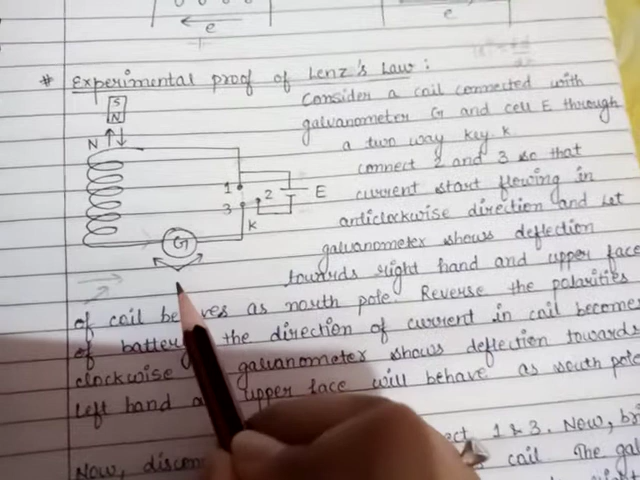 e
e
# Experimental proof of Lenz's Law :
Consider a coil connected with
galvanometer G and cell E through
a two way key k
connect 2 and 3 so that
current start flowing in
anticlockwise direction and let
galvanometer shows deflection
towards right hand and upper face
of coil behaves as north pole Reverse the polarities
of battery the direction of current in coil become
clockwise galvanometer shows deflection towards
left hand upper face will behave as south pole
1 & 3. Now, br
Now, coil The gal
S
N
N
1
2
3
E
K
G